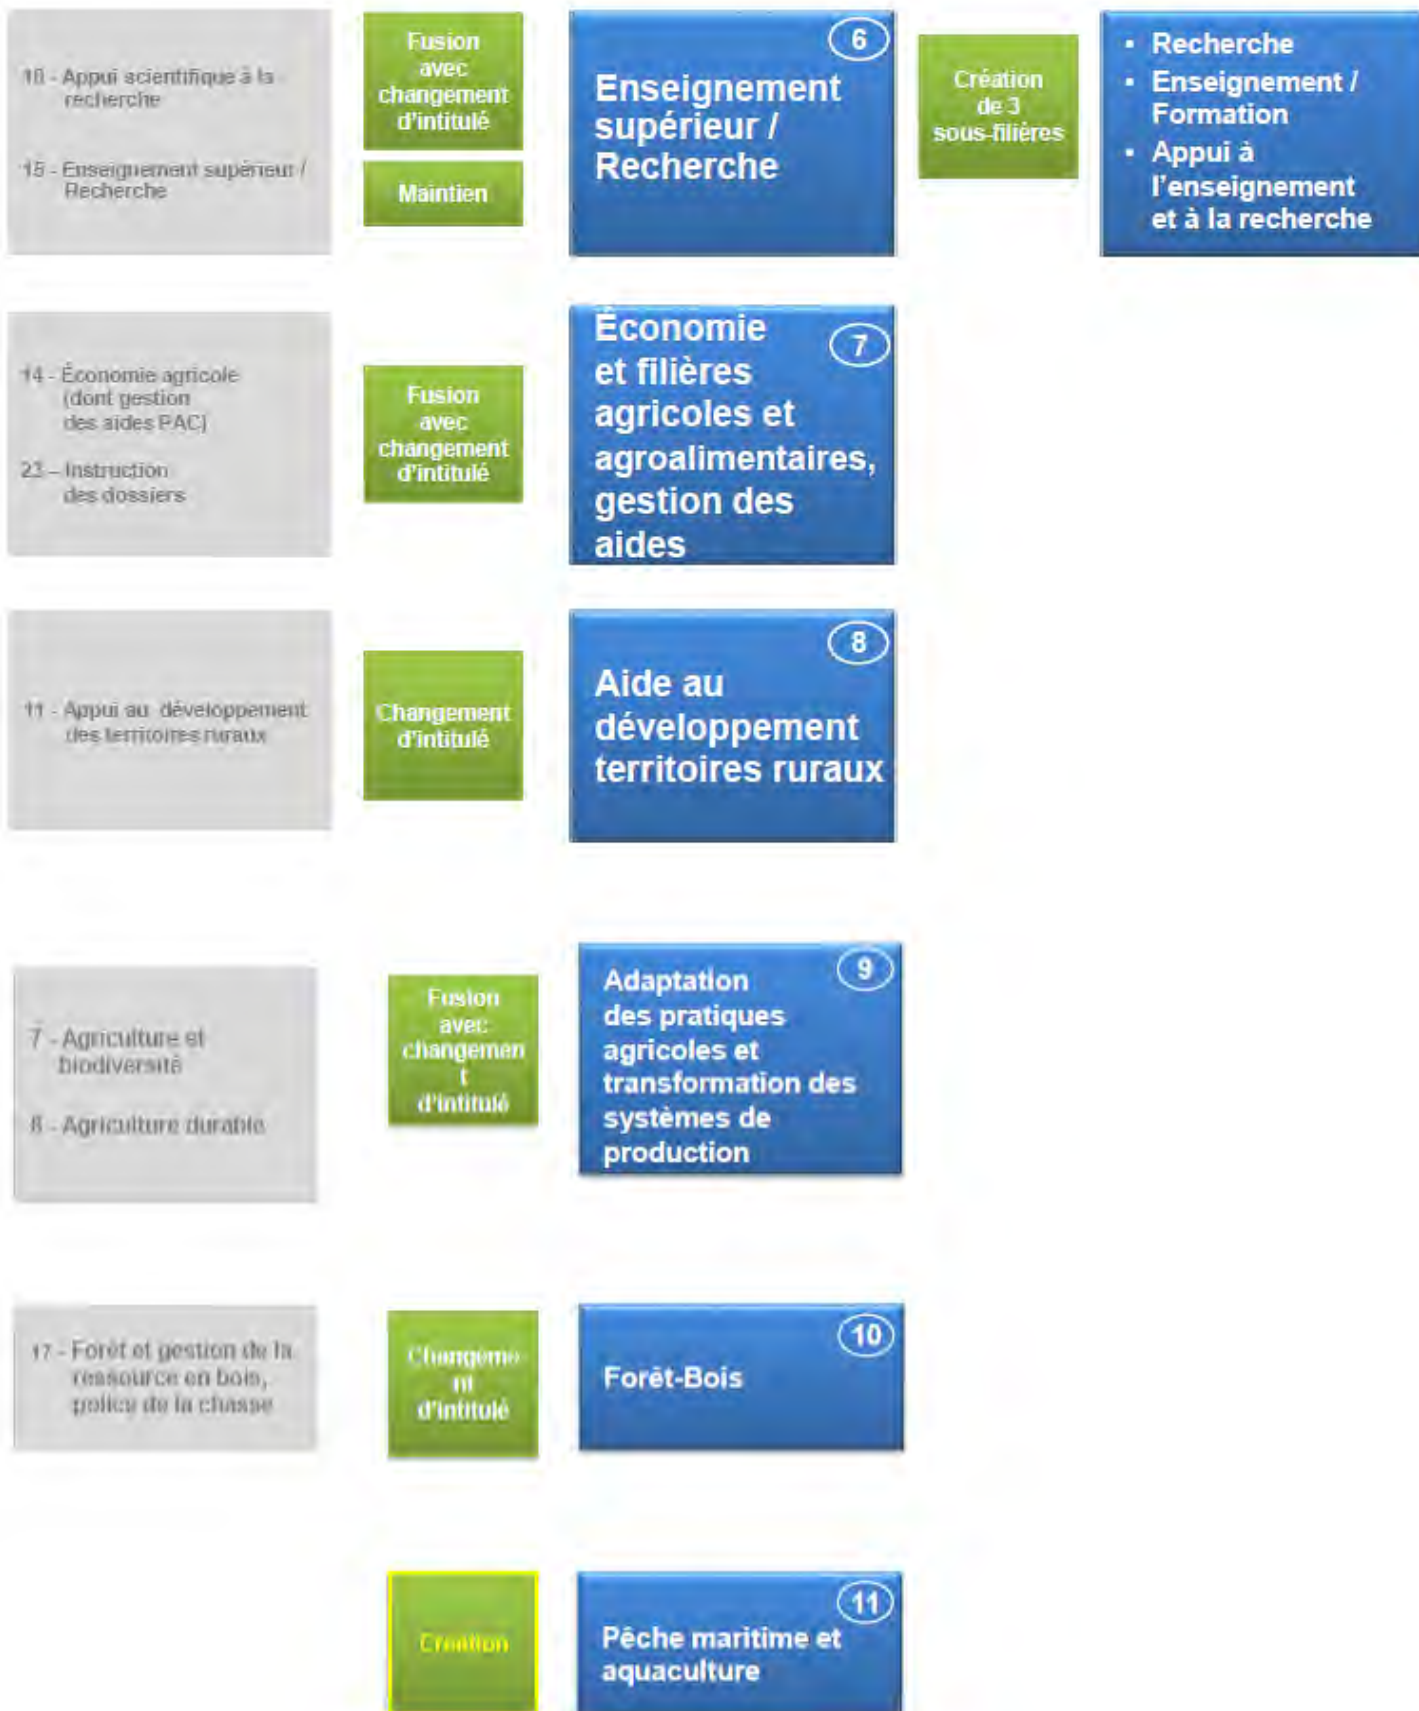 18 - Appui scientifique à la
recherche
15 - Enseignement supérieur /
Recherche
Fusion
avec
changement
d'intitulé
Maintien
6
Enseignement
supérieur /
Recherche
Création
de 3
sous-filières
• Recherche
• Enseignement /
Formation
• Appui à
l'enseignement
et à la recherche
14 - Économie agricole
(dont gestion
des aides PAC)
23 – Instruction
des dossiers
Fusion
avec
changement
d'intitulé
7
Économie
et filières
agricoles et
agroalimentaires,
gestion des
aides
11 - Appui au développement
des territoires ruraux
Changement
d'intitulé
8
Aide au
développement
territoires ruraux
7 - Agriculture et
biodiversité
8 - Agriculture durable
Fusion
avec
changemen
t
d'intitulé
9
Adaptation
des pratiques
agricoles et
transformation des
systèmes de
production
17 - Forêt et gestion de la
ressource en bois,
police de la chasse
Changeme
nt
d'intitulé
10
Forêt-Bois
Création
11
Pêche maritime et
aquaculture